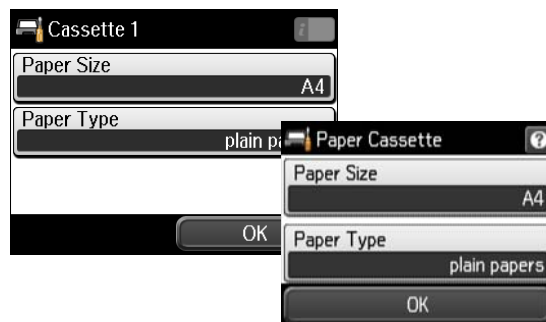 Cassette 1
Paper Size
A4
Paper Type
plain
OK
Paper Cassette
Paper Size
A4
Paper Type
plain papers
OK